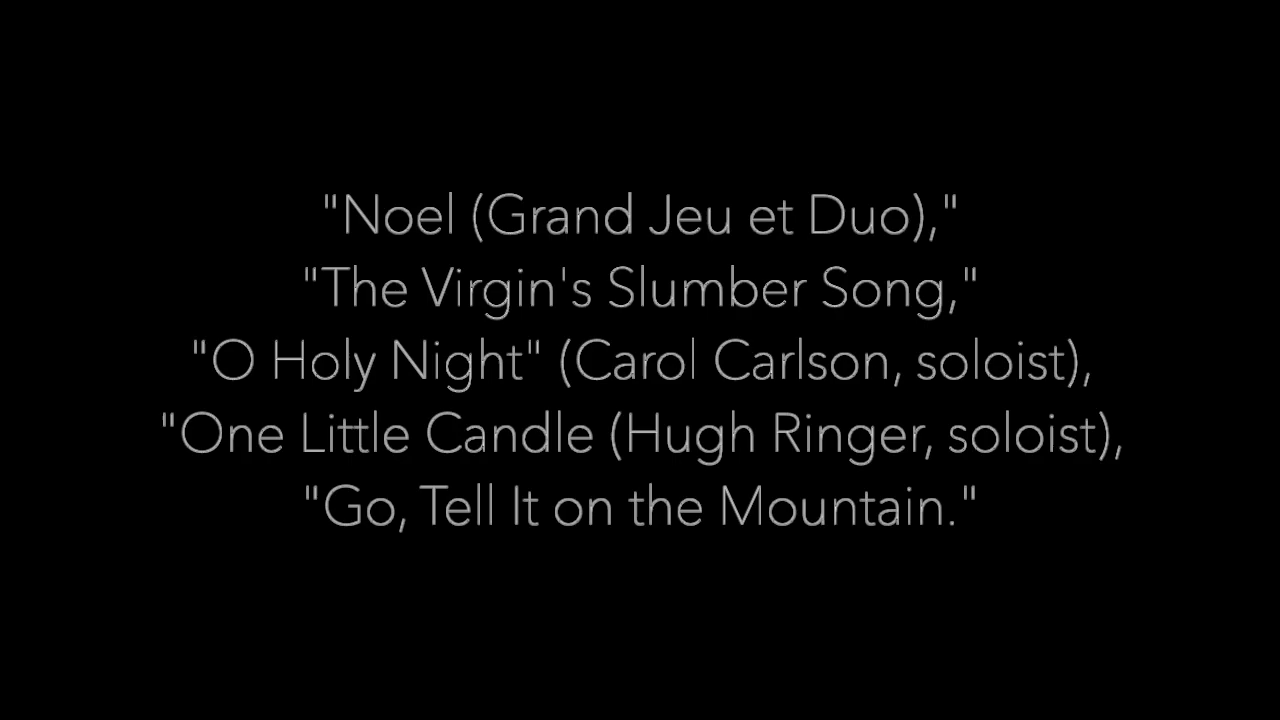 "Noel (Grand Jeu et Duo),"
"The Virgin's Slumber Song,"
"O Holy Night" (Carol Carlson, soloist),
"One Little Candle (Hugh Ringer, soloist),
"Go, Tell It on the Mountain."